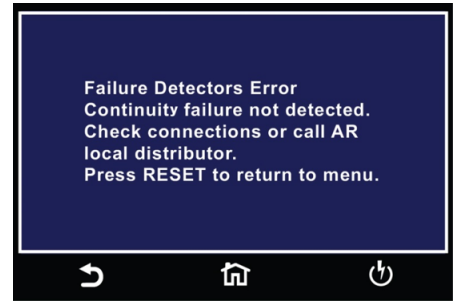 Failure Detectors Error
Continuity failure not detected.
Check connections or call AR
local distributor.
Press RESET to return to menu.